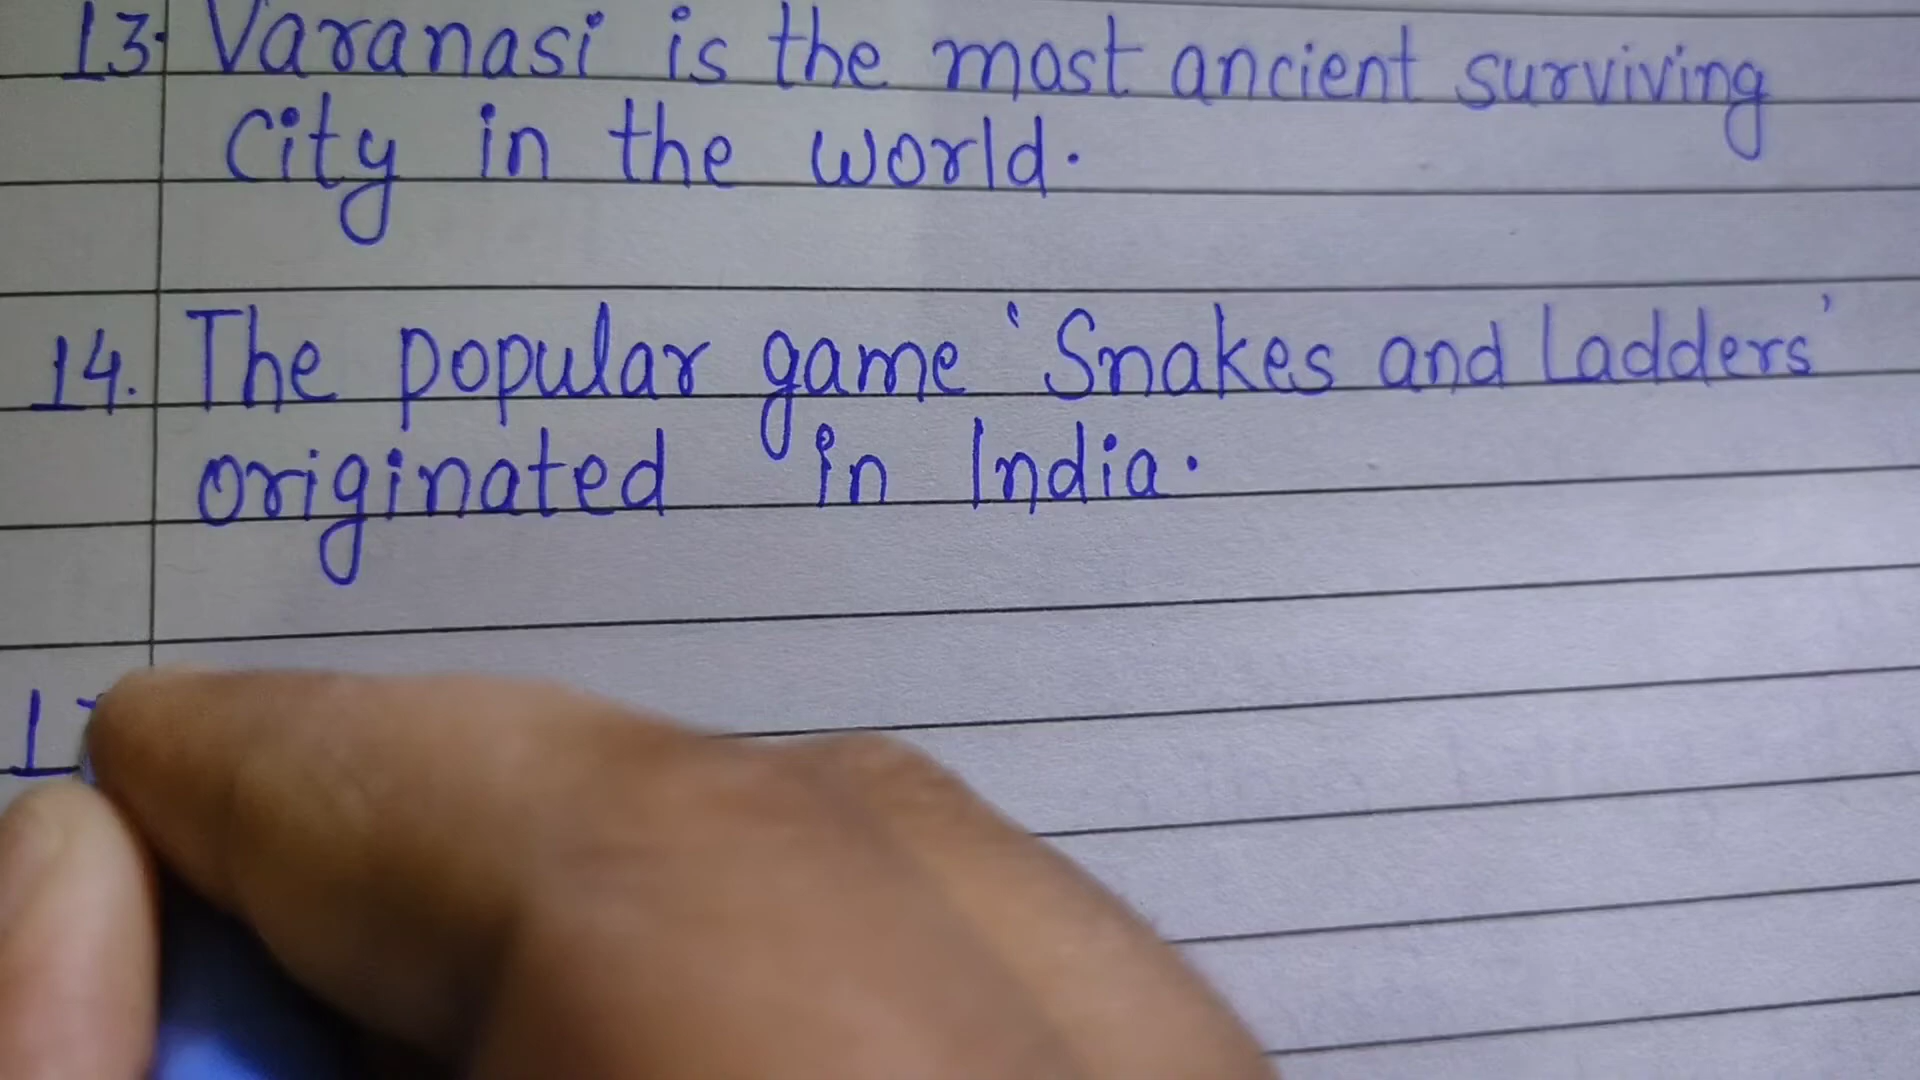 13. Varanasi is the most ancient surviving
city in the world.
14. The popular game 'Snakes and Ladders'
originated in India.
1